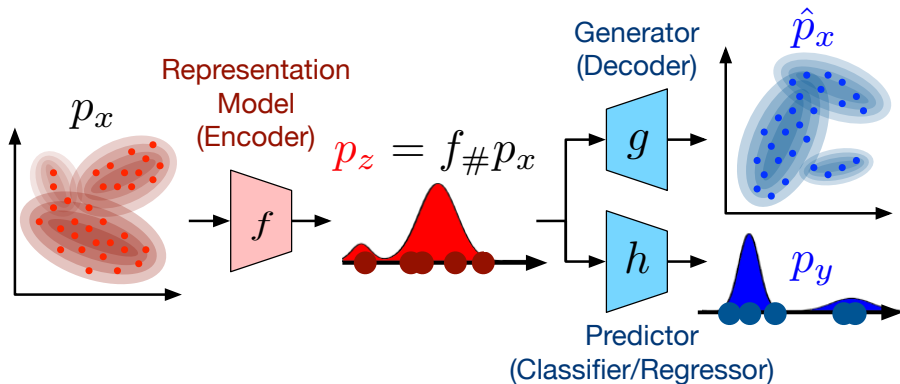 p_x
Representation
Model
(Encoder)
f
p_z = f_# p_x
Generator
(Decoder)
g
h
Predictor
(Classifier/Regressor)
p̂_x
p_y